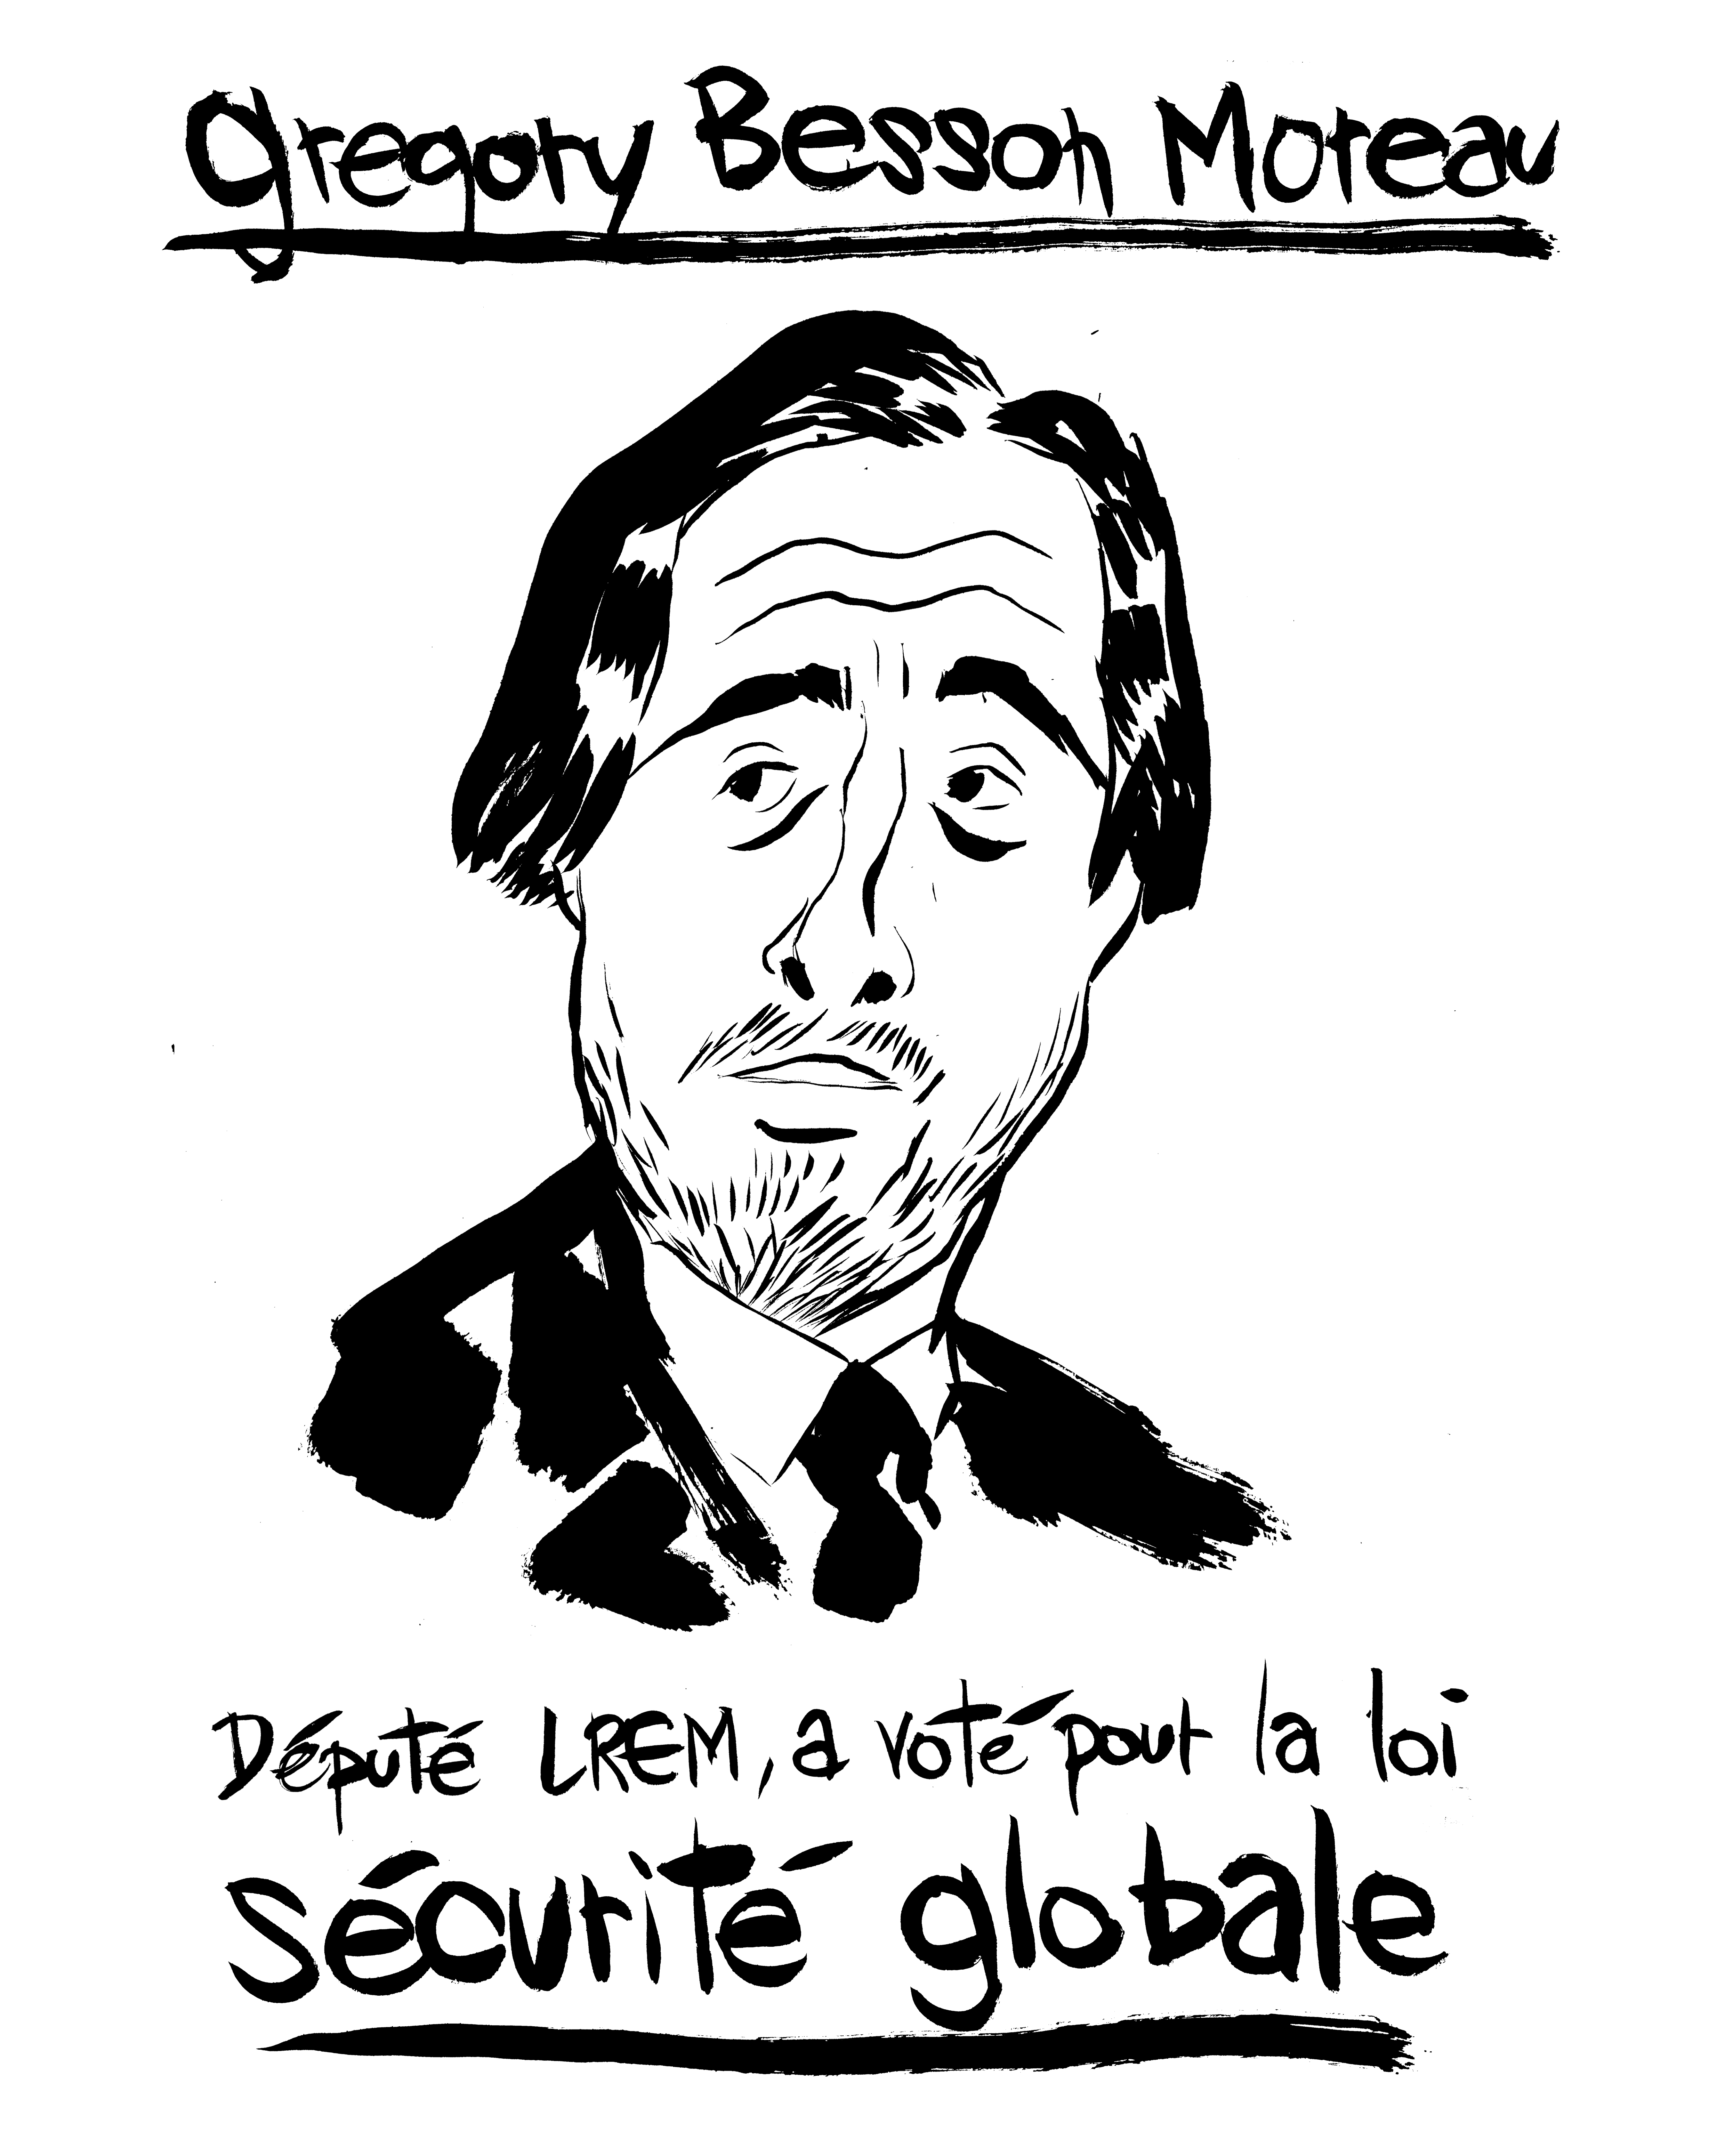 Gregory Besson Moreau
Député LREM, a voté pour la loi
sécurité globale